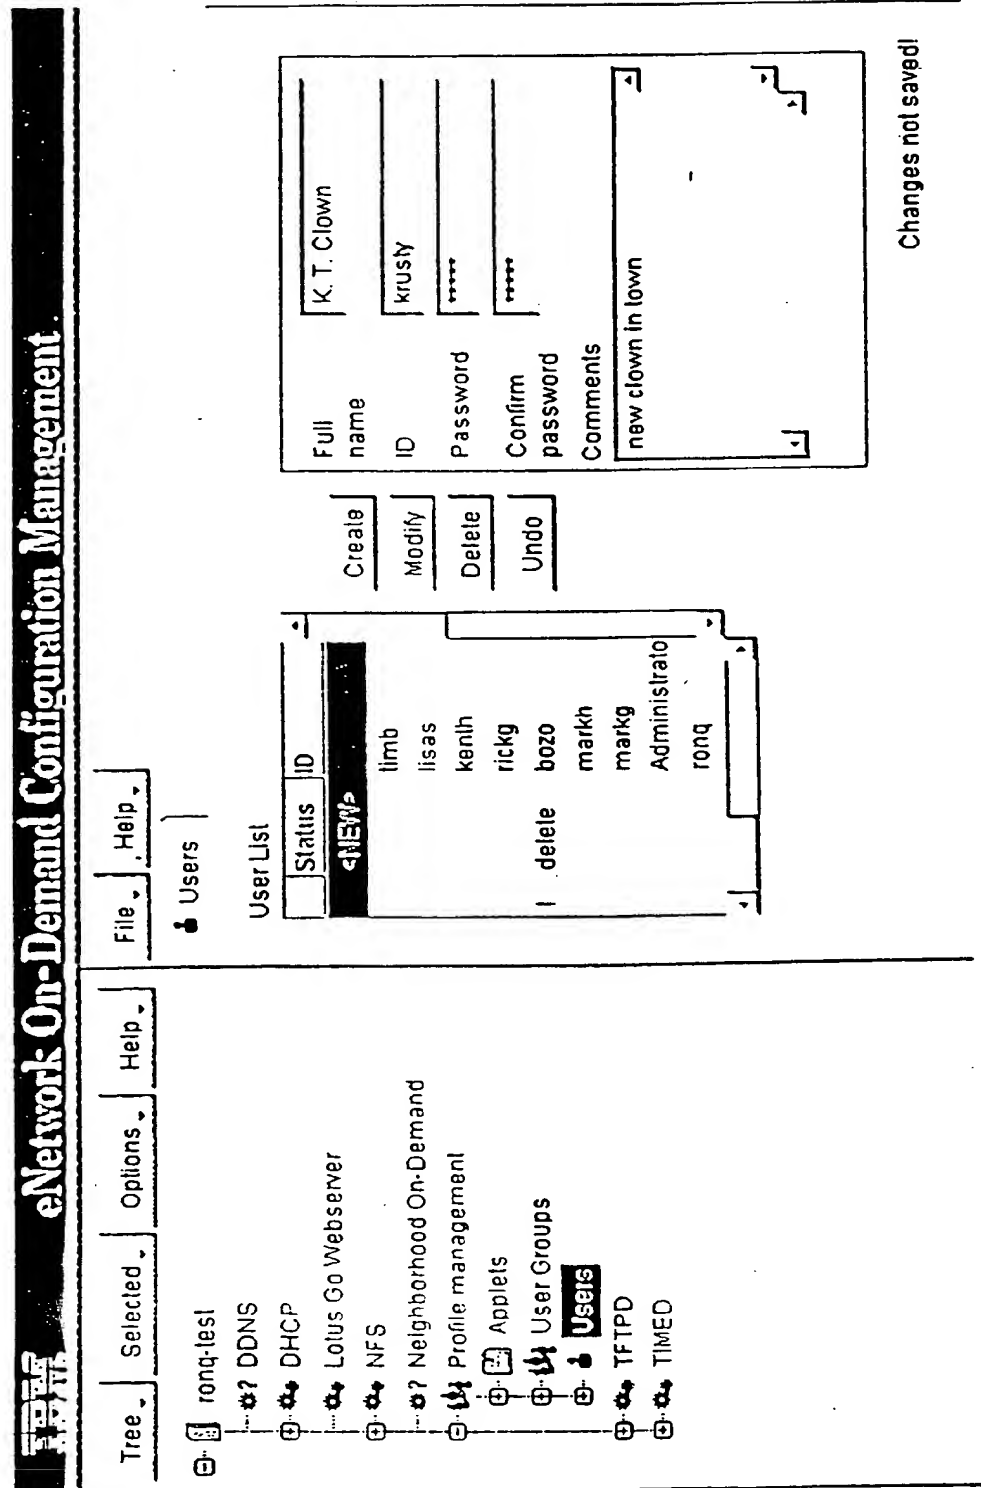 IBM
eNetwork On-Demand Configuration Management
Tree Selected Options Help
File Help
ronq-test
? DDNS
DHCP
Lotus Go Webserver
NFS
? Neighborhood On-Demand
Profile management
Applets
User Groups
Users
TFTPD
TIMED
Users
User List
Status ID
<NEW>
timb
lisas
kenth
rickg
delete bozo
markh
markg
Administrato
ronq
Create
Modify
Delete
Undo
Full name K. T. Clown
ID krusty
Password *****
Confirm password *****
Comments
new clown in town
Changes not saved!